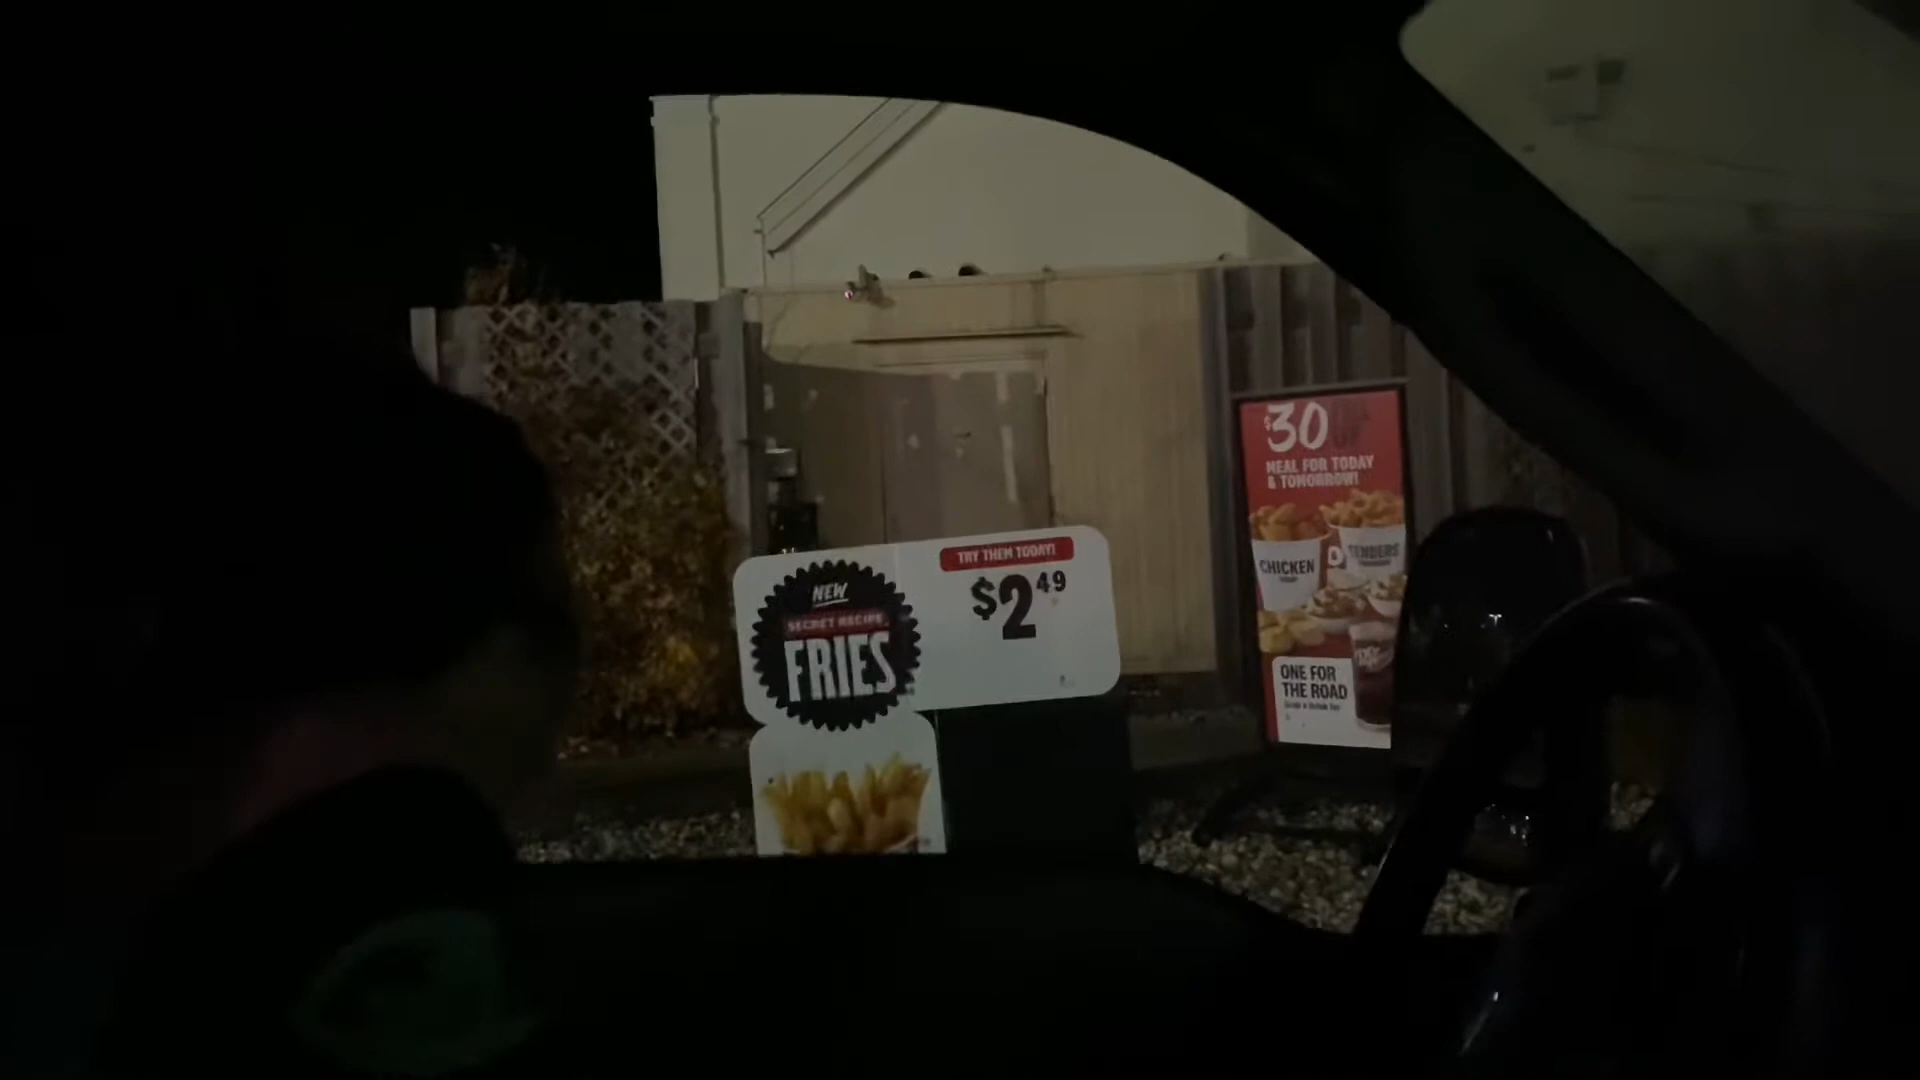 NEW
SECRET RECIPE
FRIES
TRY THEM TODAY!
$2 49
$30
MEAL FOR TODAY
& TOMORROW!
CHICKEN
TENDERS
ONE FOR
THE ROAD